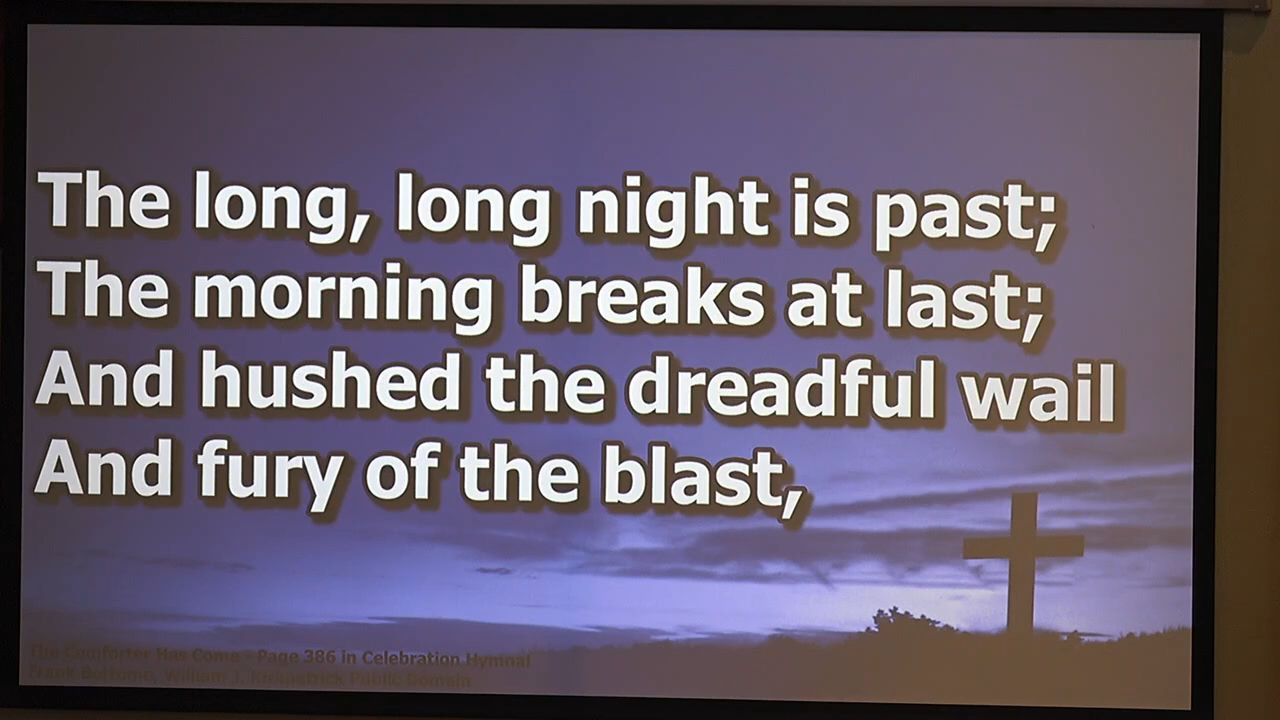 The long, long night is past;
The morning breaks at last;
And hushed the dreadful wail
And fury of the blast,
The Comforter Has Come - Page 386 in Celebration Hymnal
Frank Bottome, William J. Kirkpatrick Public Domain